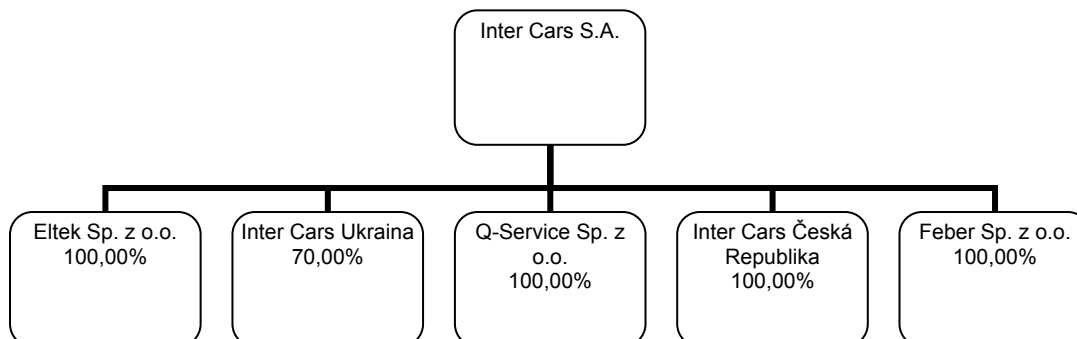 Inter Cars S.A.
Eltek Sp. z o.o.
100,00%
Inter Cars Ukraina
70,00%
Q-Service Sp. z
o.o.
100,00%
Inter Cars Česká
Republika
100,00%
Feber Sp. z o.o.
100,00%